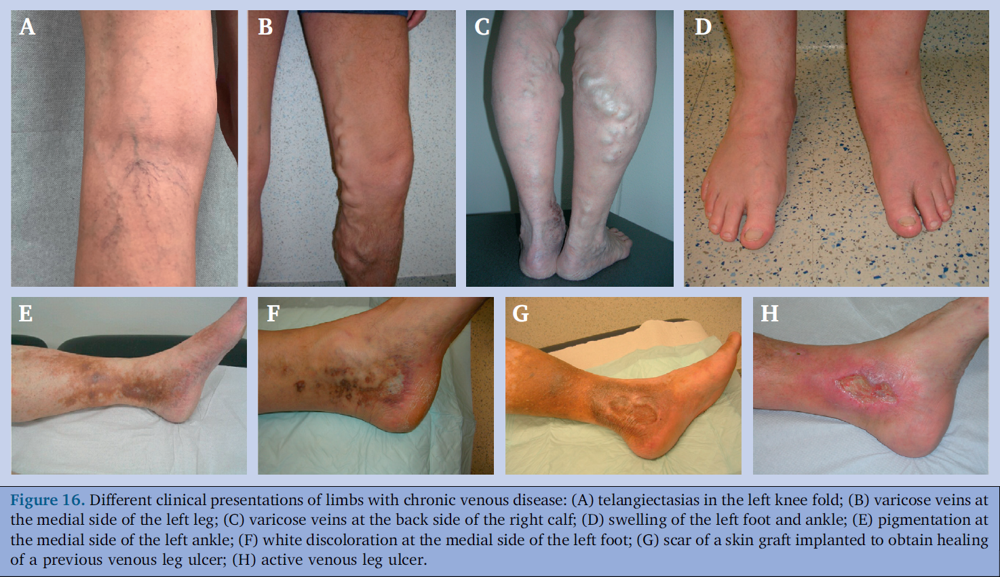 A
B
C
D
E
F
G
H
Figure 16. Different clinical presentations of limbs with chronic venous disease: (A) telangiectasias in the left knee fold; (B) varicose veins at
the medial side of the left leg; (C) varicose veins at the back side of the right calf; (D) swelling of the left foot and ankle; (E) pigmentation at
the medial side of the left ankle; (F) white discoloration at the medial side of the left foot; (G) scar of a skin graft implanted to obtain healing
of a previous venous leg ulcer; (H) active venous leg ulcer.